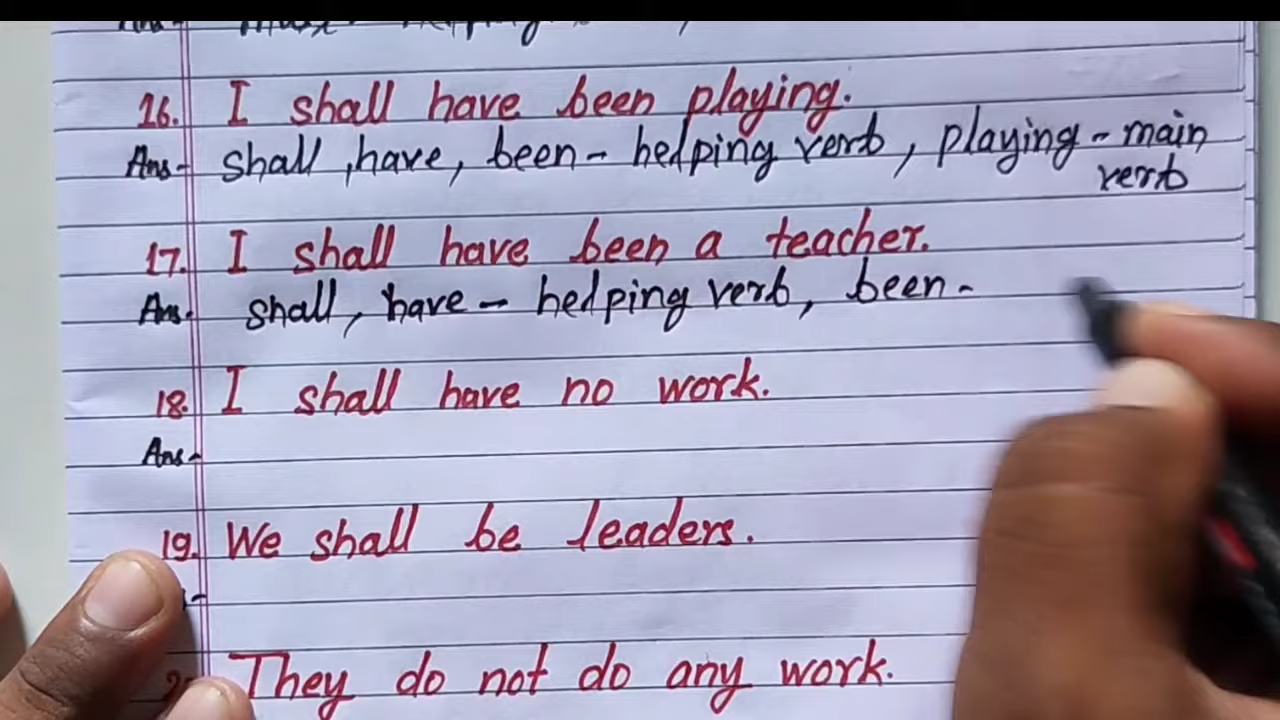 16. I shall have been playing.
Ans- shall, have, been- helping verb, playing - main
verb
17. I shall have been a teacher.
Ans- shall, have - helping verb, been-
18. I shall have no work.
Ans-
19. We shall be leaders.
They do not do any work.